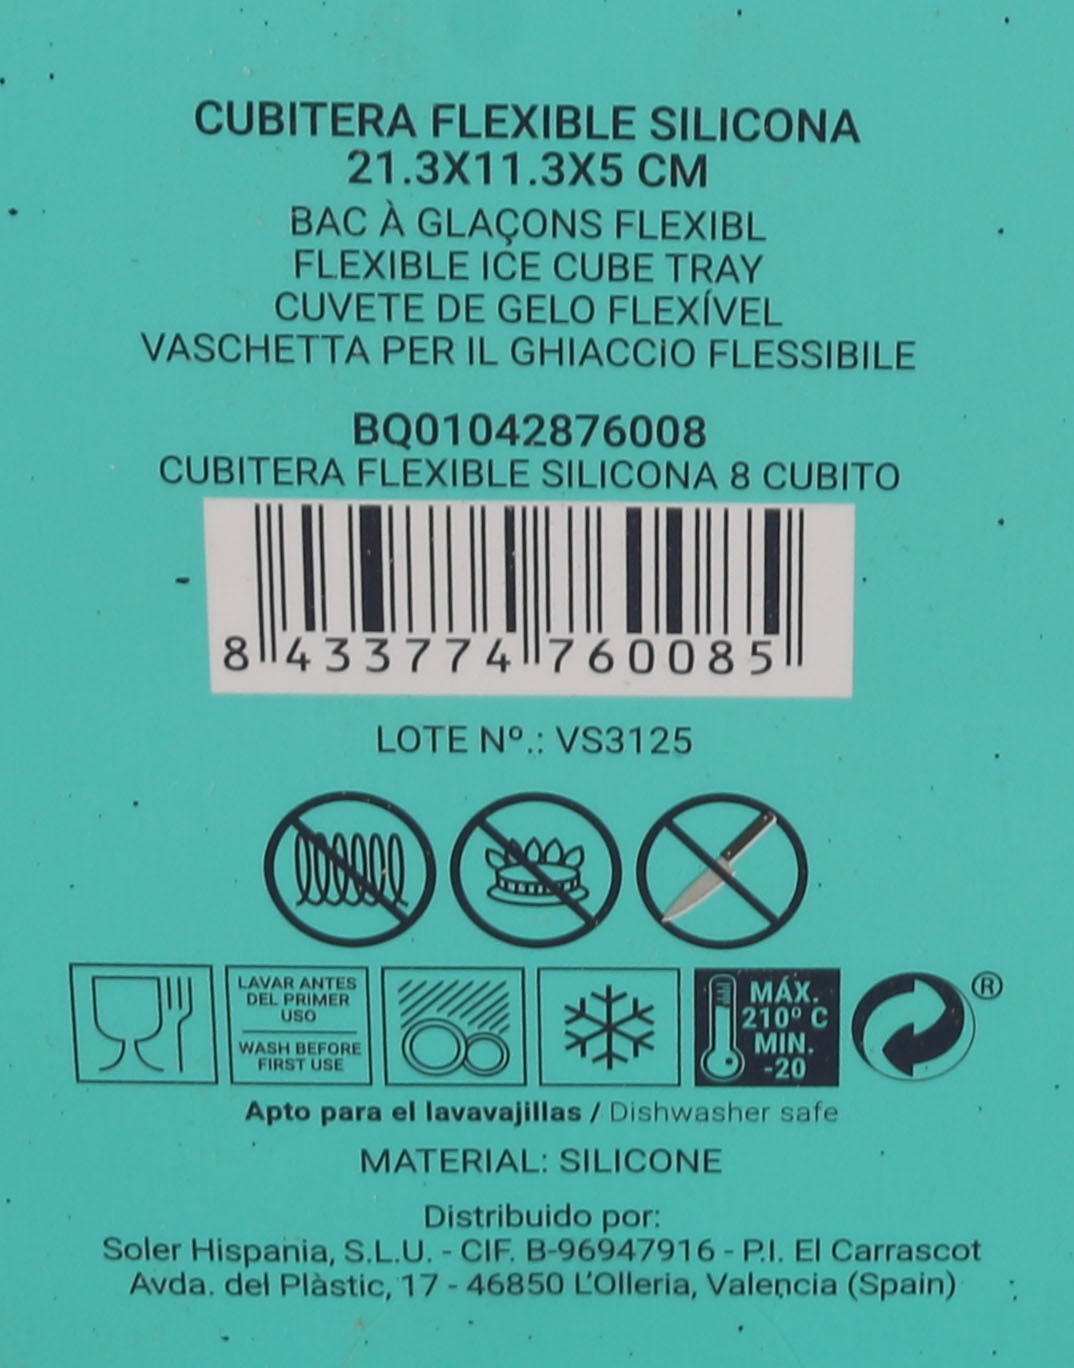 CUBITERA FLEXIBLE SILICONA
21.3X11.3X5 CM
BAC À GLAÇONS FLEXIBL
FLEXIBLE ICE CUBE TRAY
CUVETE DE GELO FLEXÍVEL
VASCHETTA PER IL GHIACCiO FLESSIBILE
BQ01042876008
CUBITERA FLEXIBLE SILICONA 8 CUBITO
8 433774 760085
LOTE Nº.: VS3125
LAVAR ANTES
DEL PRIMER
USO
WASH BEFORE
FIRST USE
MÁX.
210º C
MIN.
-20
®
Apto para el lavavajillas / Dishwasher safe
MATERIAL: SILICONE
Distribuido por:
Soler Hispania, S.L.U. - CIF. B-96947916 - P.I. El Carrascot
Avda. del Plàstic, 17 - 46850 L'Olleria, Valencia (Spain)